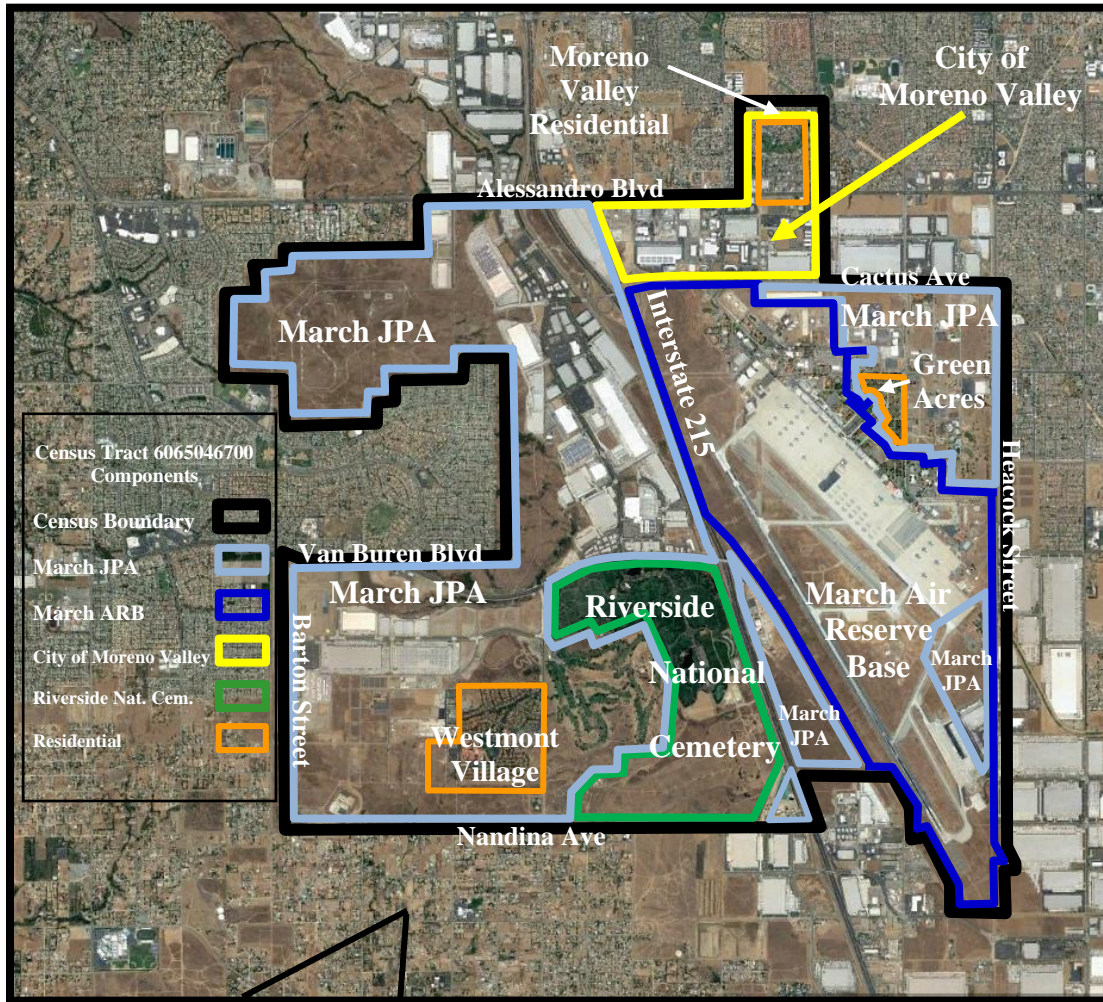 Moreno
Valley
Residential
City of
Moreno Valley
Alessandro Blvd
Cactus Ave
March JPA
March JPA
Interstate 215
Green
Acres
Census Tract 6065046700
Components
Census Boundary
March JPA
March ARB
City of Moreno Valley
Riverside Nat. Cem.
Residential
Heacock Street
Van Buren Blvd
March JPA
Barton Street
Riverside
National
Cemetery
March Air
Reserve
Base
March
JPA
March
JPA
Westmont
Village
Nandina Ave